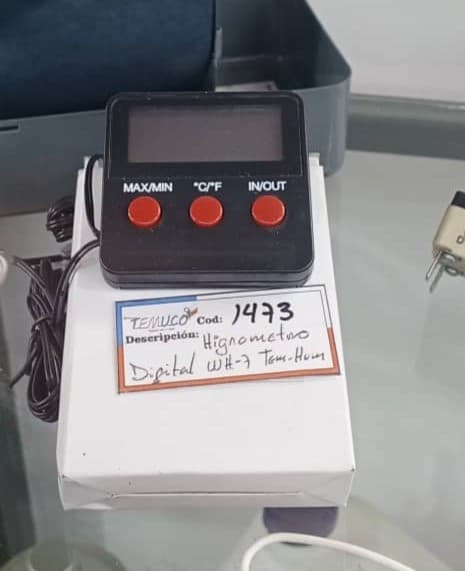 MAX/MIN °C/°F IN/OUT
TEMUCO Cod: 1473
Descripción: Higrometro
Digital WH-7 Tem-Hum